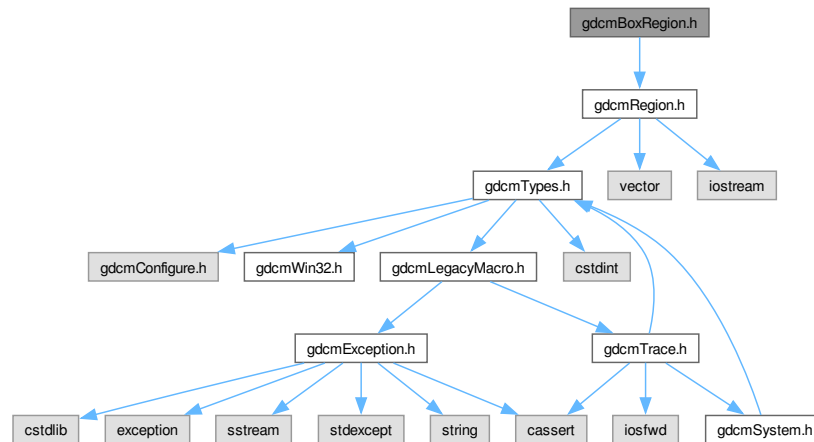 gdcmBoxRegion.h
gdcmRegion.h
gdcmTypes.h
vector
iostream
gdcmConfigure.h
gdcmWin32.h
gdcmLegacyMacro.h
cstdint
gdcmException.h
gdcmTrace.h
cstdlib
exception
sstream
stdexcept
string
cassert
iosfwd
gdcmSystem.h